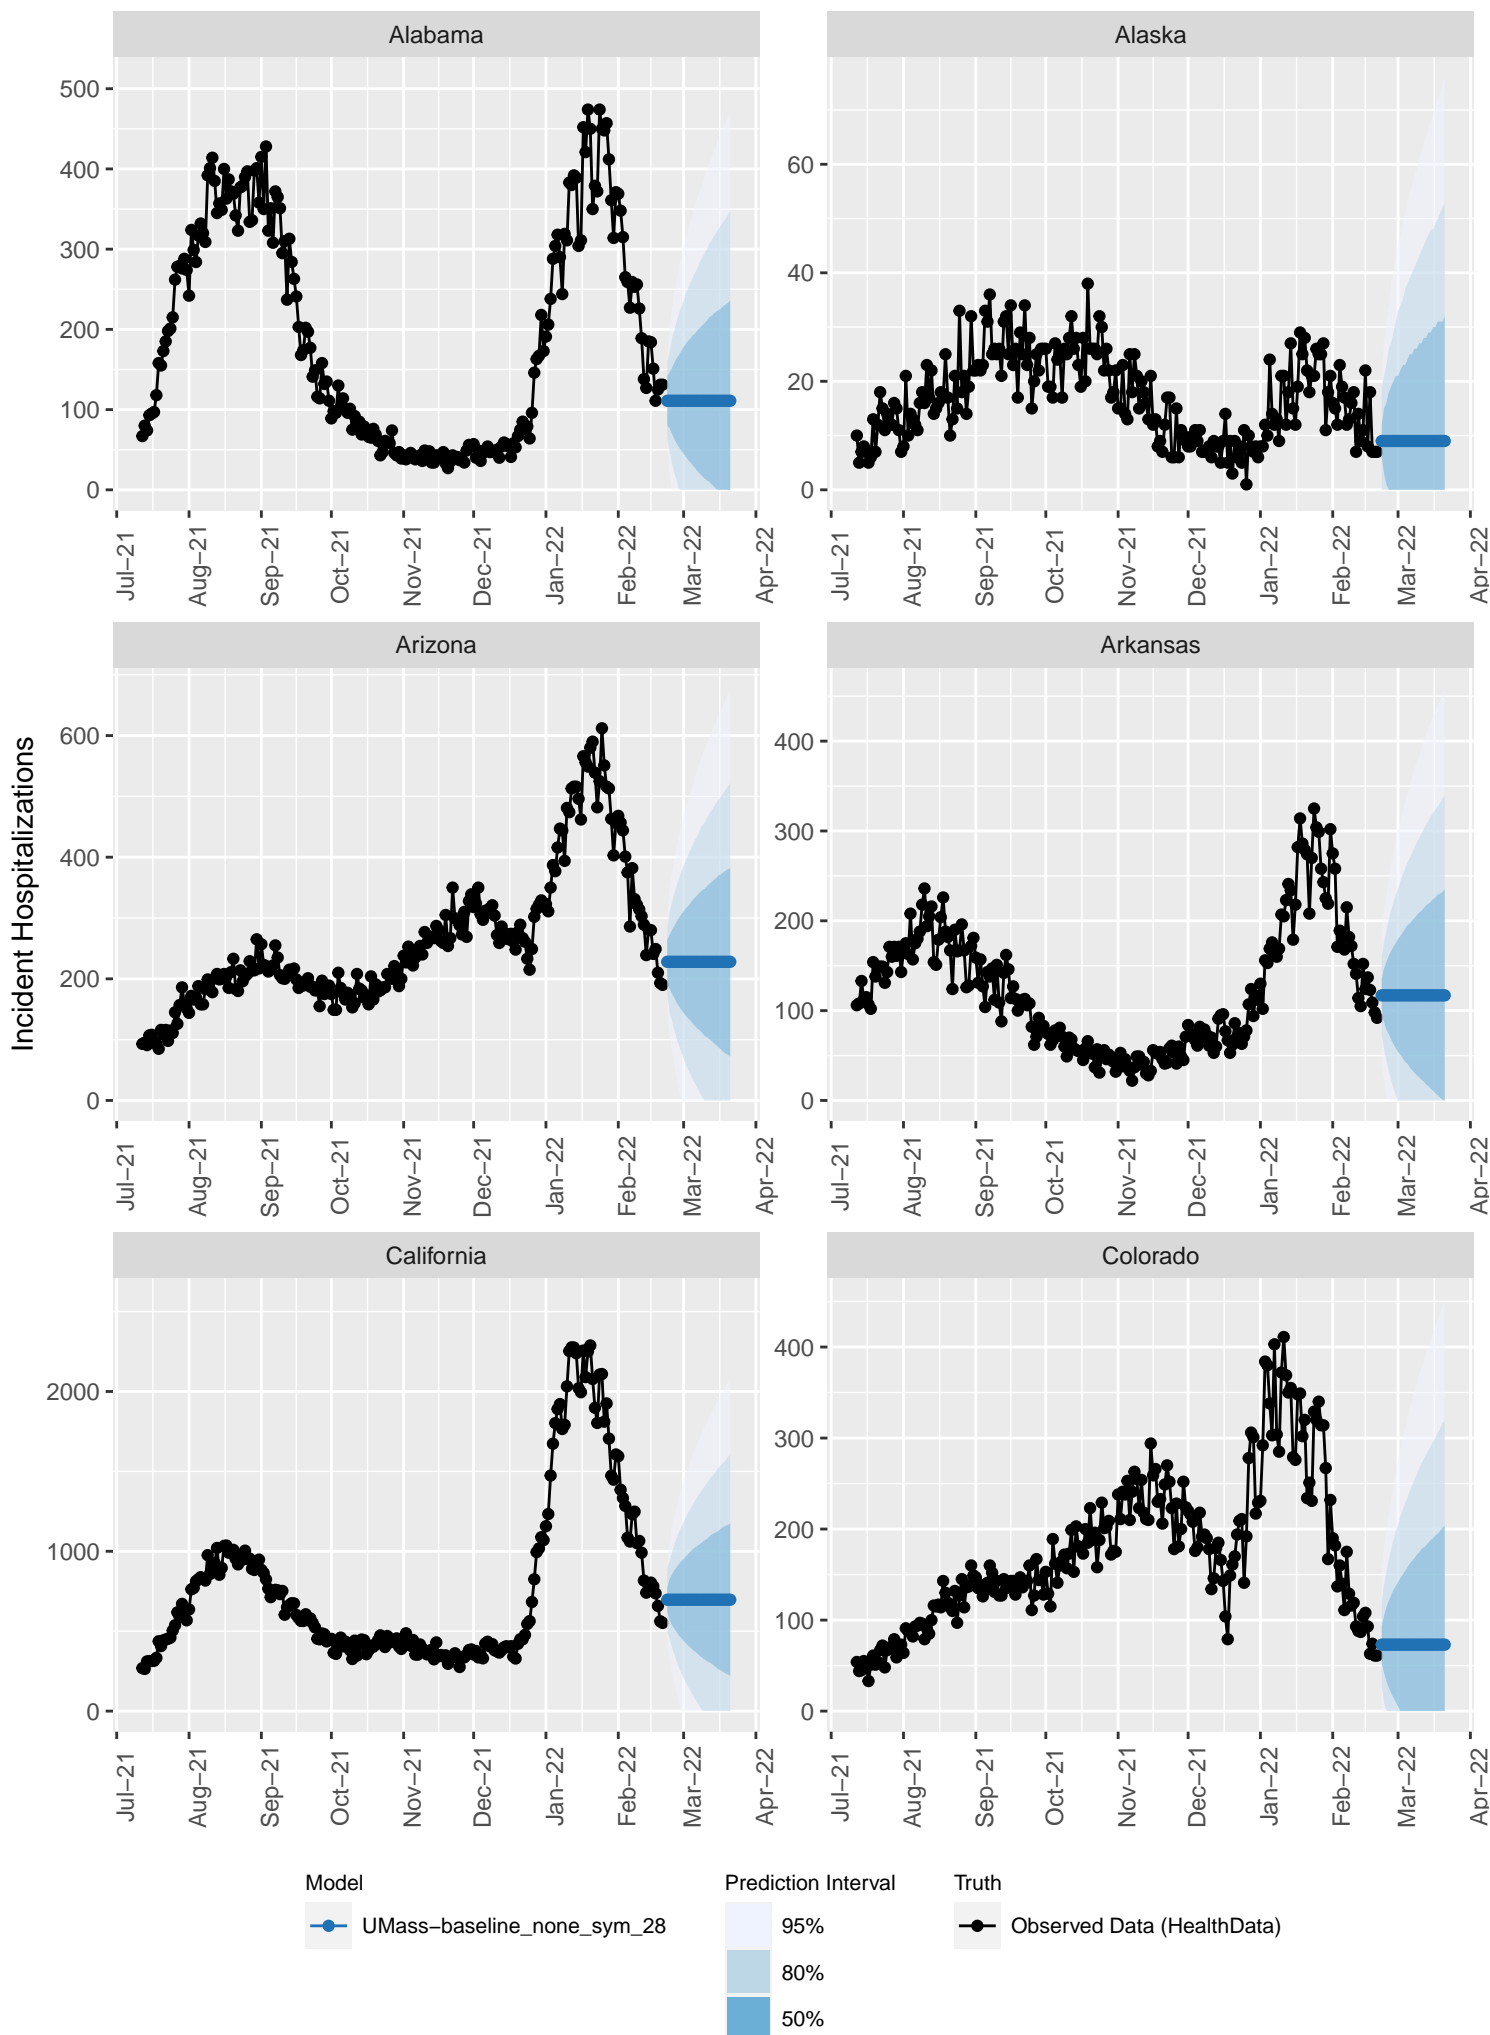 Alabama
Alaska
500
400
300
200
100
0
60
40
20
0
Jul−21
Aug−21
Sep−21
Oct−21
Nov−21
Dec−21
Jan−22
Feb−22
Mar−22
Apr−22
Jul−21
Aug−21
Sep−21
Oct−21
Nov−21
Dec−21
Jan−22
Feb−22
Mar−22
Apr−22
Incident Hospitalizations
Arizona
Arkansas
600
400
200
0
400
300
200
100
0
Jul−21
Aug−21
Sep−21
Oct−21
Nov−21
Dec−21
Jan−22
Feb−22
Mar−22
Apr−22
Jul−21
Aug−21
Sep−21
Oct−21
Nov−21
Dec−21
Jan−22
Feb−22
Mar−22
Apr−22
California
Colorado
2000
1000
0
400
300
200
100
0
Jul−21
Aug−21
Sep−21
Oct−21
Nov−21
Dec−21
Jan−22
Feb−22
Mar−22
Apr−22
Jul−21
Aug−21
Sep−21
Oct−21
Nov−21
Dec−21
Jan−22
Feb−22
Mar−22
Apr−22
Model
UMass−baseline_none_sym_28
Prediction Interval
95%
80%
50%
Truth
Observed Data (HealthData)